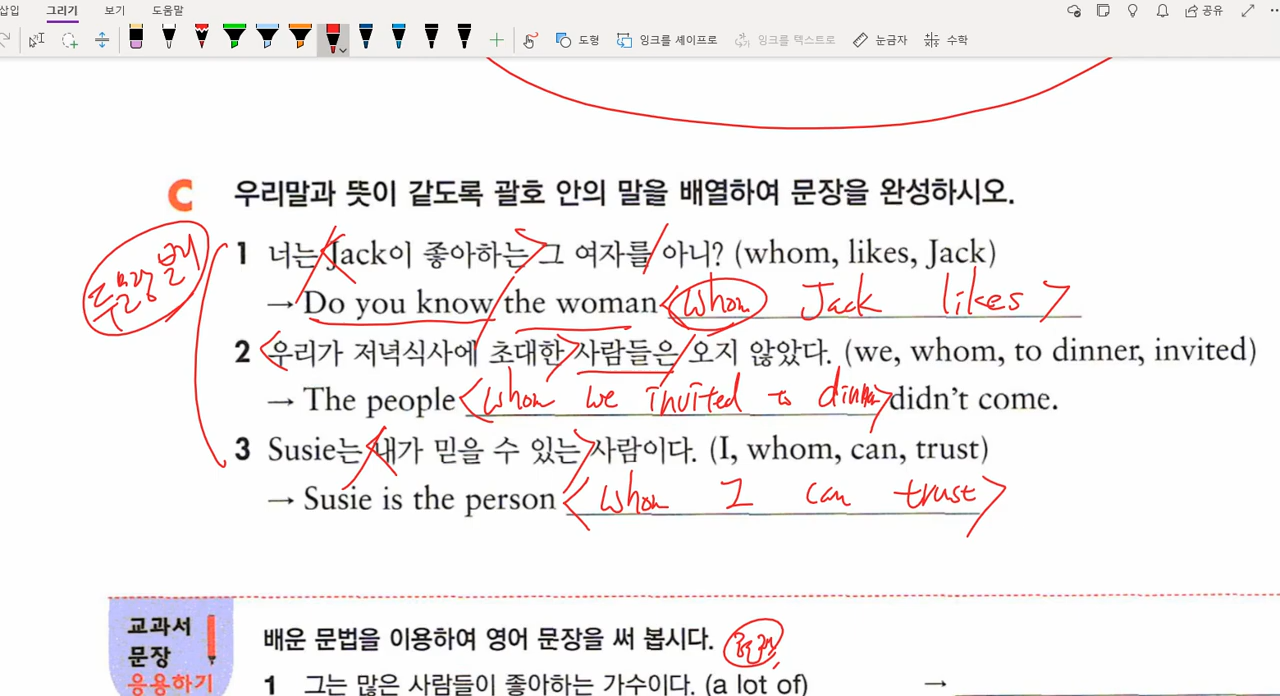 삽입 그리기 보기 도움말 공유
도형 잉크를 셰이프로 잉크를 텍스트로 눈금자 수학
C 우리말과 뜻이 같도록 괄호 안의 말을 배열하여 문장을 완성하시오.
두 문장 분리
1 너는 Jack이 좋아하는 그 여자를 아니? (whom, likes, Jack)
→ Do you know the woman <whom Jack likes>
2 우리가 저녁식사에 초대한 사람들은 오지 않았다. (we, whom, to dinner, invited)
→ The people <whom we invited to dinner> didn't come.
3 Susie는 내가 믿을 수 있는 사람이다. (I, whom, can, trust)
→ Susie is the person <whom I can trust>
교과서
문장
응용하기
배운 문법을 이용하여 영어 문장을 써 봅시다.
1 그는 많은 사람들이 좋아하는 가수이다. (a lot of) →